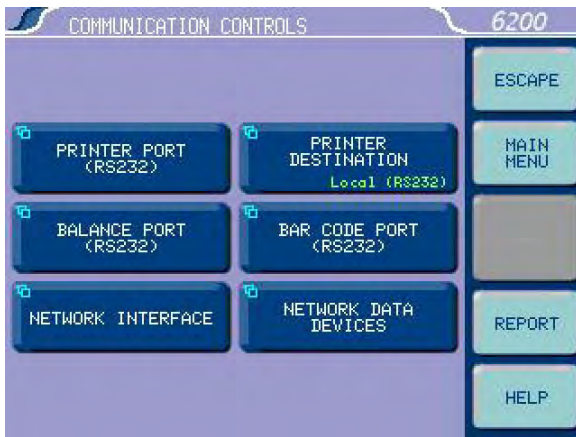 COMMUNICATION CONTROLS
6200
ESCAPE
PRINTER PORT
(RS232)
PRINTER
DESTINATION
Local (RS232)
MAIN
MENU
BALANCE PORT
(RS232)
BAR CODE PORT
(RS232)
NETWORK INTERFACE
NETWORK DATA
DEVICES
REPORT
HELP